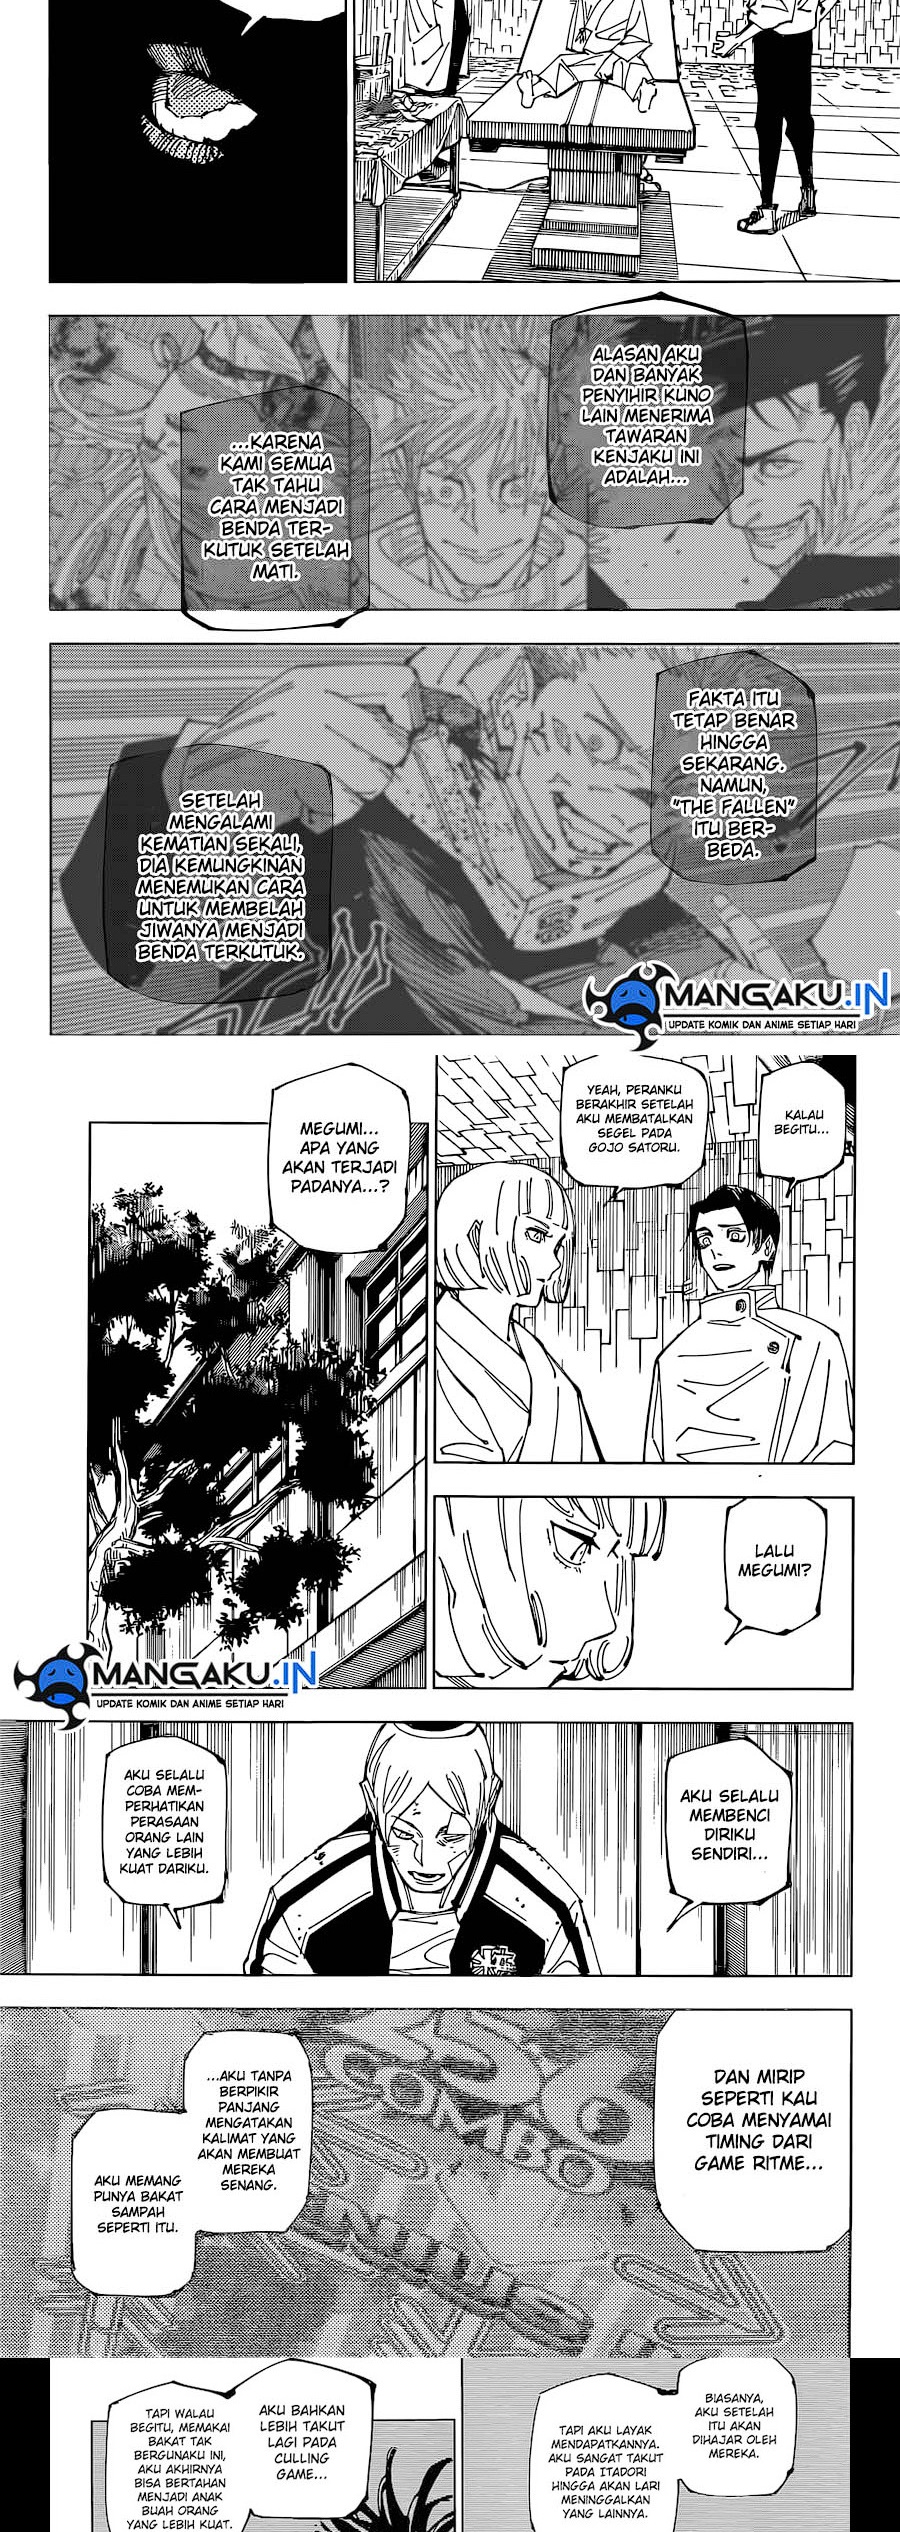 ALASAN AKU
DAN BANYAK
PENYIHIR KUNO
LAIN MENERIMA
TAWARAN
KENJAKU INI
ADALAH...
...KARENA
KAMI SEMUA
TAK TAHU
CARA MENJADI
BENDA TER-
KUTUK SETELAH
MATI.
FAKTA ITU
TETAP BENAR
HINGGA
SEKARANG.
NAMUN,
"THE FALLEN"
ITU BER-
BEDA.
SETELAH
MENGALAMI
KEMATIAN SEKALI,
DIA KEMUNGKINAN
MENEMUKAN CARA
UNTUK MEMBELAH
JIWANYA MENJADI
BENDA TERKUTUK.
MANGAKU.IN
UPDATE KOMIK DAN ANIME SETIAP HARI
KALAU
BEGITU...
YEAH, PERANKU
BERAKHIR SETELAH
AKU MEMBATALKAN
SEGEL PADA
GOJO SATORU.
LALU
MEGUMI?
MEGUMI...
APA YANG
AKAN TERJADI
PADANYA...?
MANGAKU.IN
UPDATE KOMIK DAN ANIME SETIAP HARI
AKU SELALU
MEMBENCI
DIRIKU
SENDIRI...
AKU SELALU
COBA MEM-
PERHATIKAN
PERASAAN
ORANG LAIN
YANG LEBIH
KUAT DARIKU.
DAN MIRIP
SEPERTI KAU
COBA MENYAMAI
TIMING DARI
GAME RITME...
COMBO
...AKU TANPA
BERPIKIR
PANJANG
MENGATAKAN
KALIMAT YANG
AKAN MEMBUAT
MEREKA
SENANG.
AKU MEMANG
PUNYA BAKAT
SAMPAH
SEPERTI ITU.
BIASANYA,
AKU SETELAH
ITU AKAN
DIHAJAR OLEH
MEREKA.
TAPI AKU LAYAK
MENDAPATKANNYA.
AKU SANGAT TAKUT
PADA ITADORI
HINGGA AKAN LARI
MENINGGALKAN
YANG LAINNYA.
AKU BAHKAN
LEBIH TAKUT
LAGI PADA
CULLING
GAME...
TAPI WALAU
BEGITU, MEMAKAI
BAKAT TAK
BERGUNAKU INI,
AKU AKHIRNYA
BISA BERTAHAN
MENJADI ANAK
BUAH ORANG
YANG LEBIH KUAT.